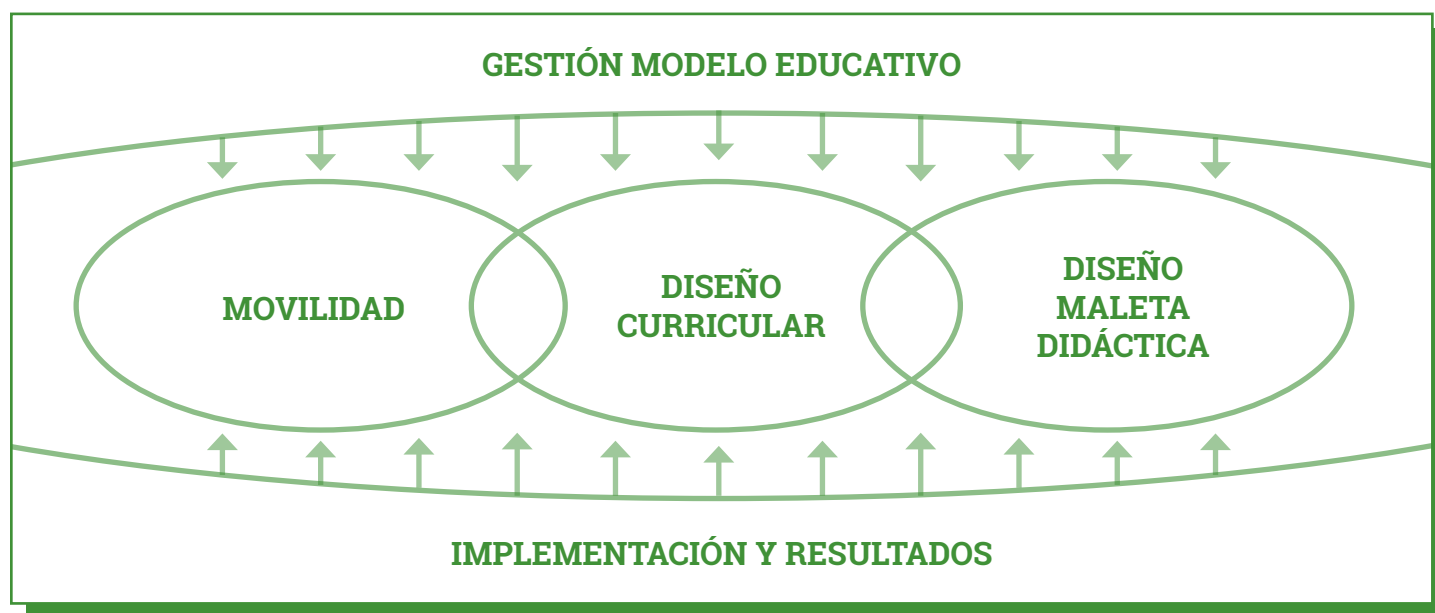 GESTIÓN MODELO EDUCATIVO
MOVILIDAD
DISEÑO
CURRICULAR
DISEÑO
MALETA
DIDÁCTICA
IMPLEMENTACIÓN Y RESULTADOS